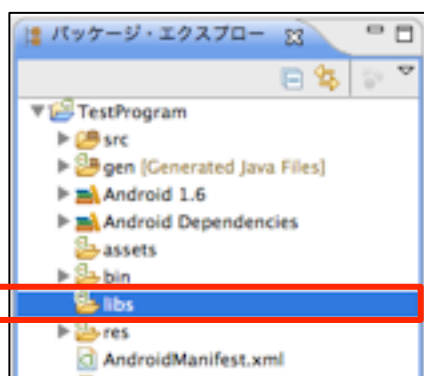 パッケージ・エクスプロー
TestProgram
src
gen [Generated Java Files]
Android 1.6
Android Dependencies
assets
bin
libs
res
AndroidManifest.xml